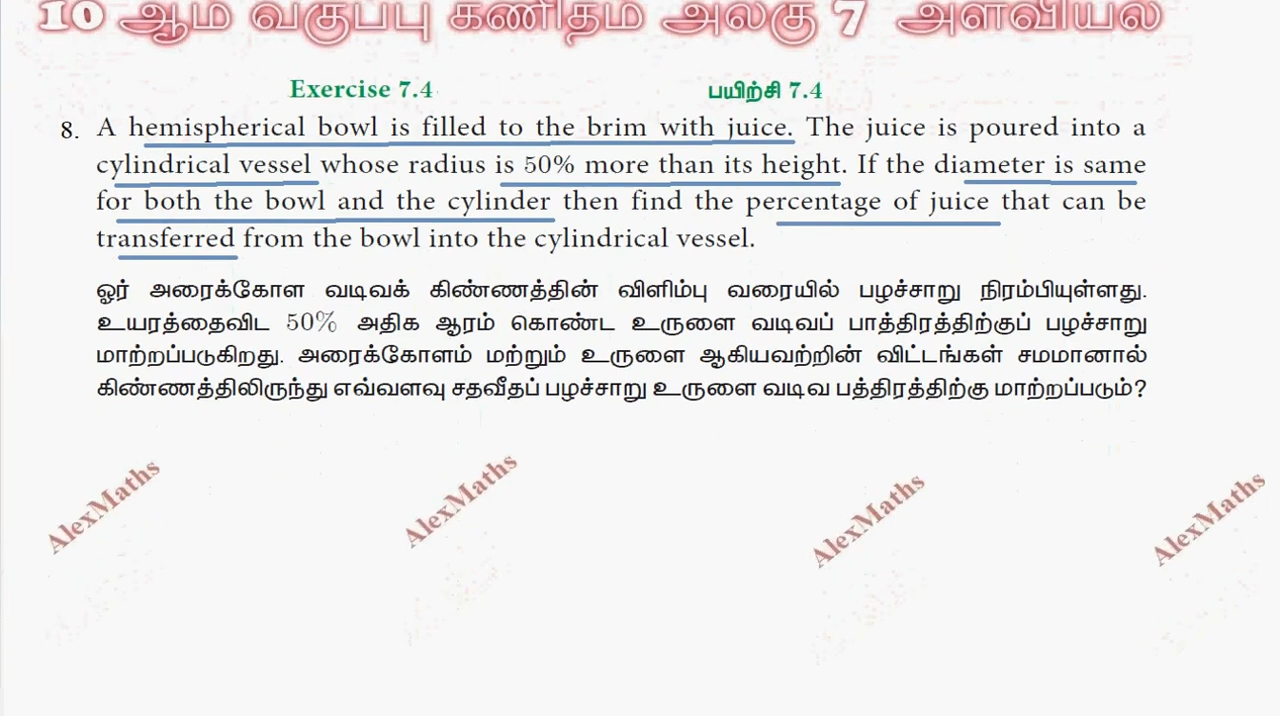 10 ஆம் வகுப்பு கணிதம் அலகு 7 அளவியல்
Exercise 7.4 பயிற்சி 7.4
8. A hemispherical bowl is filled to the brim with juice. The juice is poured into a
cylindrical vessel whose radius is 50% more than its height. If the diameter is same
for both the bowl and the cylinder then find the percentage of juice that can be
transferred from the bowl into the cylindrical vessel.
ஓர் அரைக்கோள வடிவக் கிண்ணத்தின் விளிம்பு வரையில் பழச்சாறு நிரம்பியுள்ளது.
உயரத்தைவிட 50% அதிக ஆரம் கொண்ட உருளை வடிவப் பாத்திரத்திற்குப் பழச்சாறு
மாற்றப்படுகிறது. அரைக்கோளம் மற்றும் உருளை ஆகியவற்றின் விட்டங்கள் சமமானால்
கிண்ணத்திலிருந்து எவ்வளவு சதவீதப் பழச்சாறு உருளை வடிவ பத்திரத்திற்கு மாற்றப்படும்?
AlexMaths AlexMaths AlexMaths AlexMaths